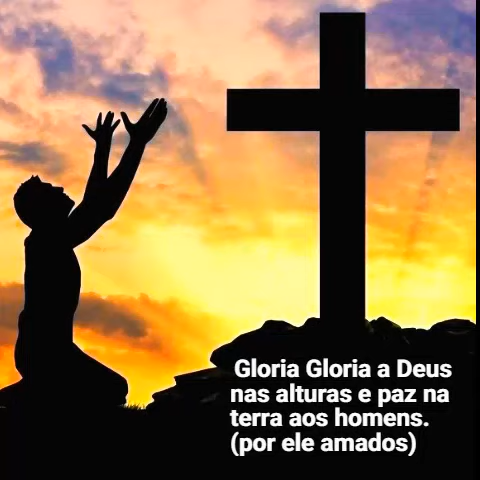 Gloria Gloria a Deus
nas alturas e paz na
terra aos homens.
(por ele amados)